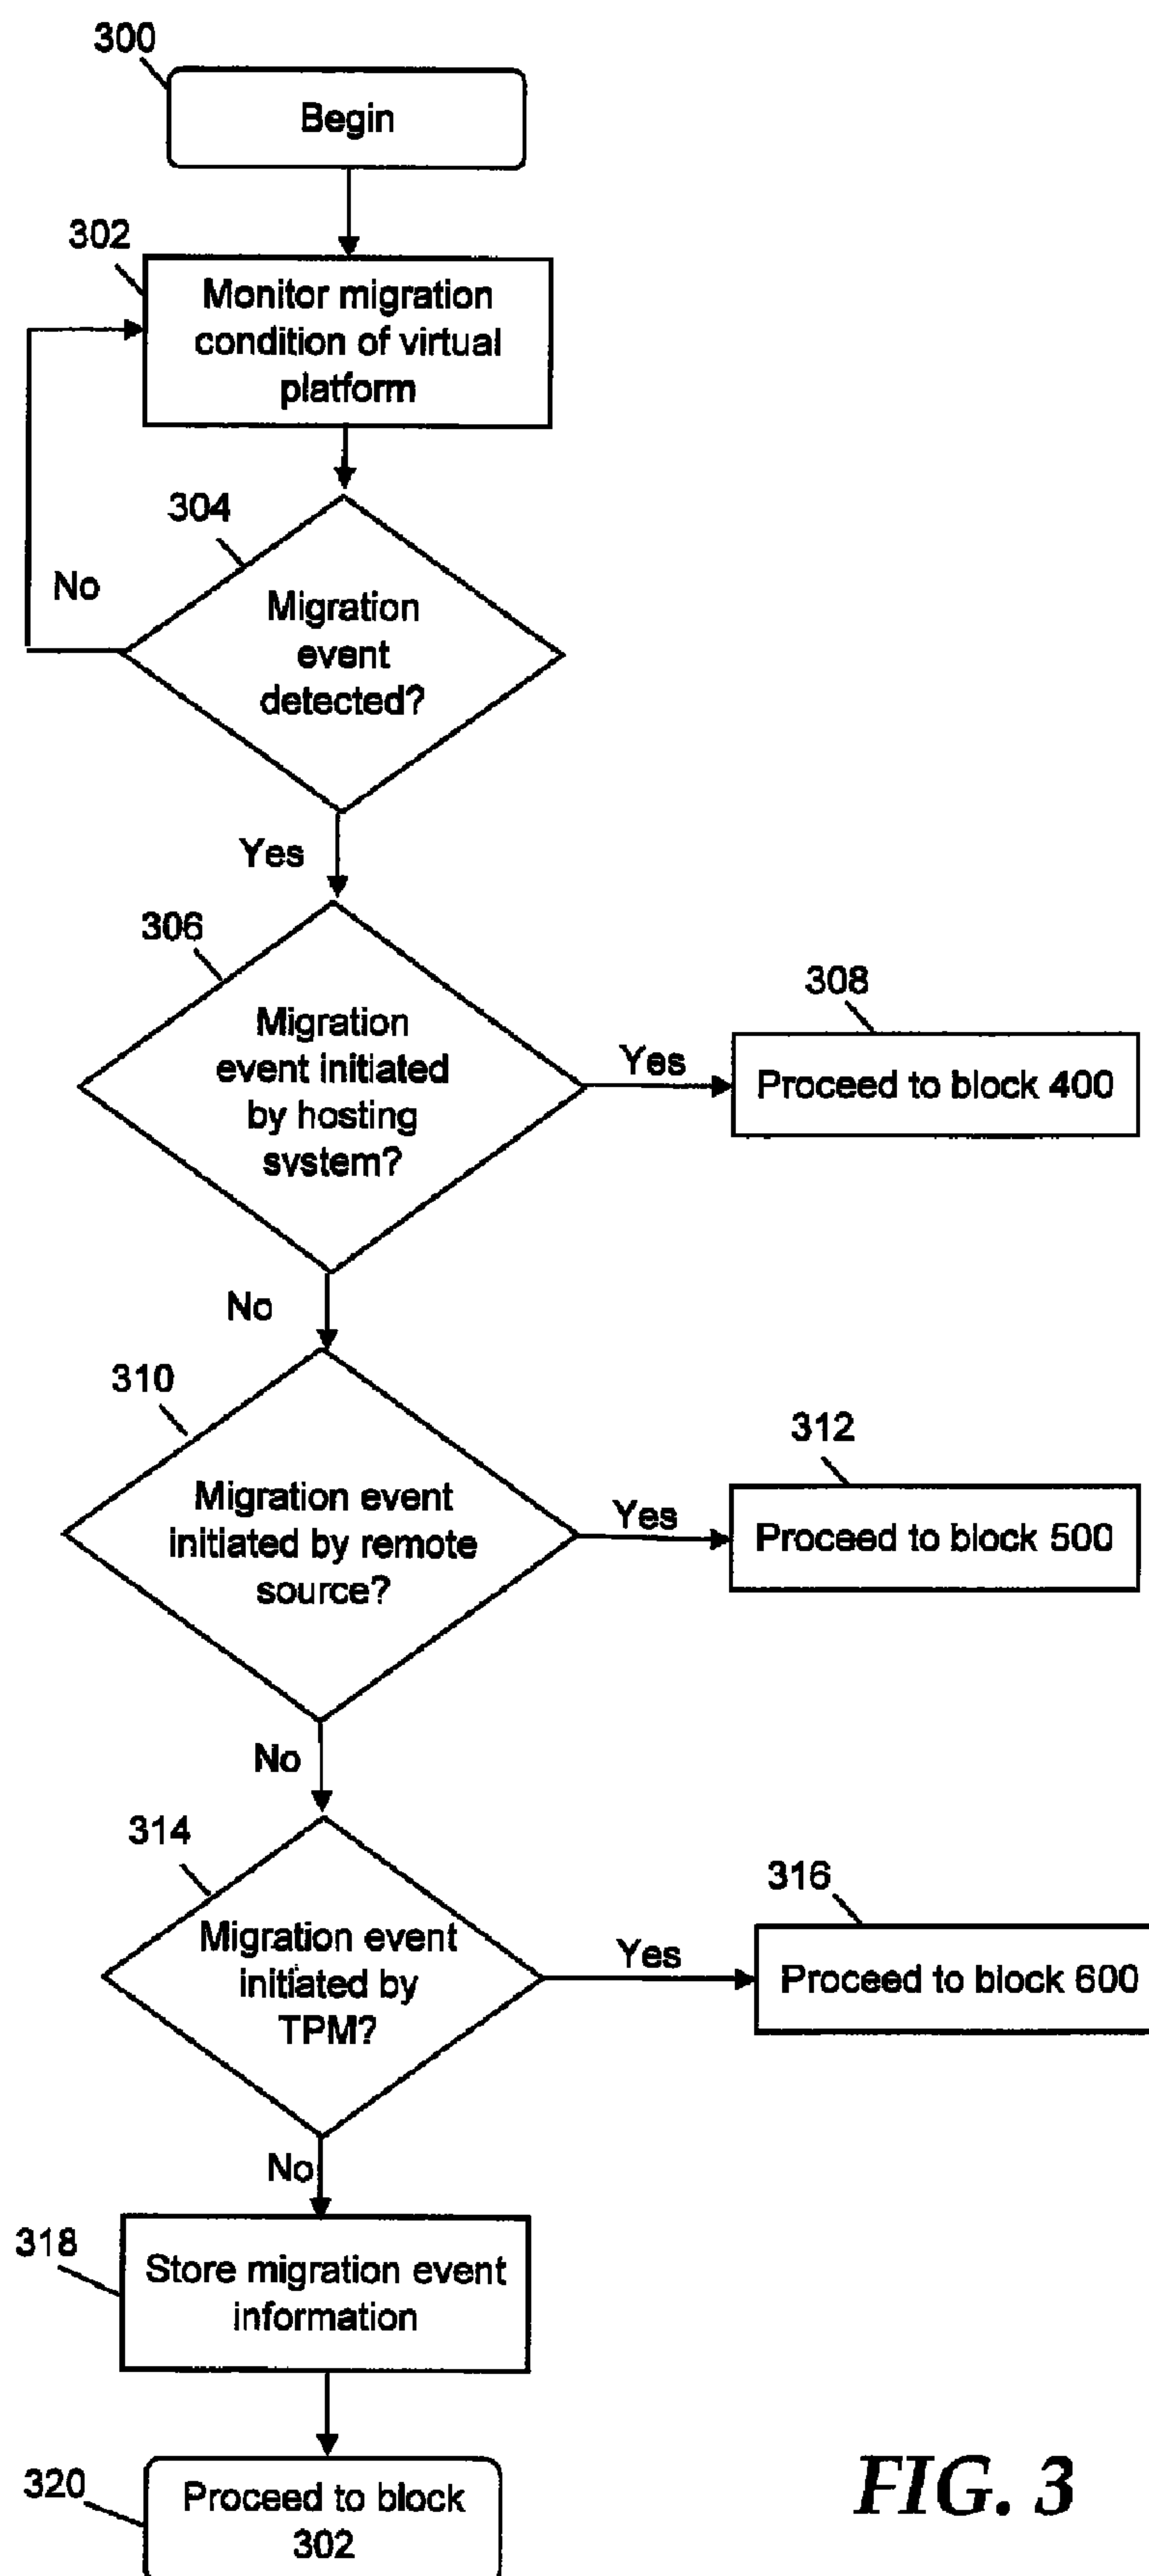 300
Begin
302
Monitor migration
condition of virtual
platform
304
No
Migration
event
detected?
Yes
306
Migration
event initiated
by hosting
system?
308
Yes
Proceed to block 400
No
310
Migration event
initiated by remote
source?
312
Yes
Proceed to block 500
No
314
Migration event
initiated by
TPM?
316
Yes
Proceed to block 600
No
318
Store migration event
information
320
Proceed to block
302
FIG. 3